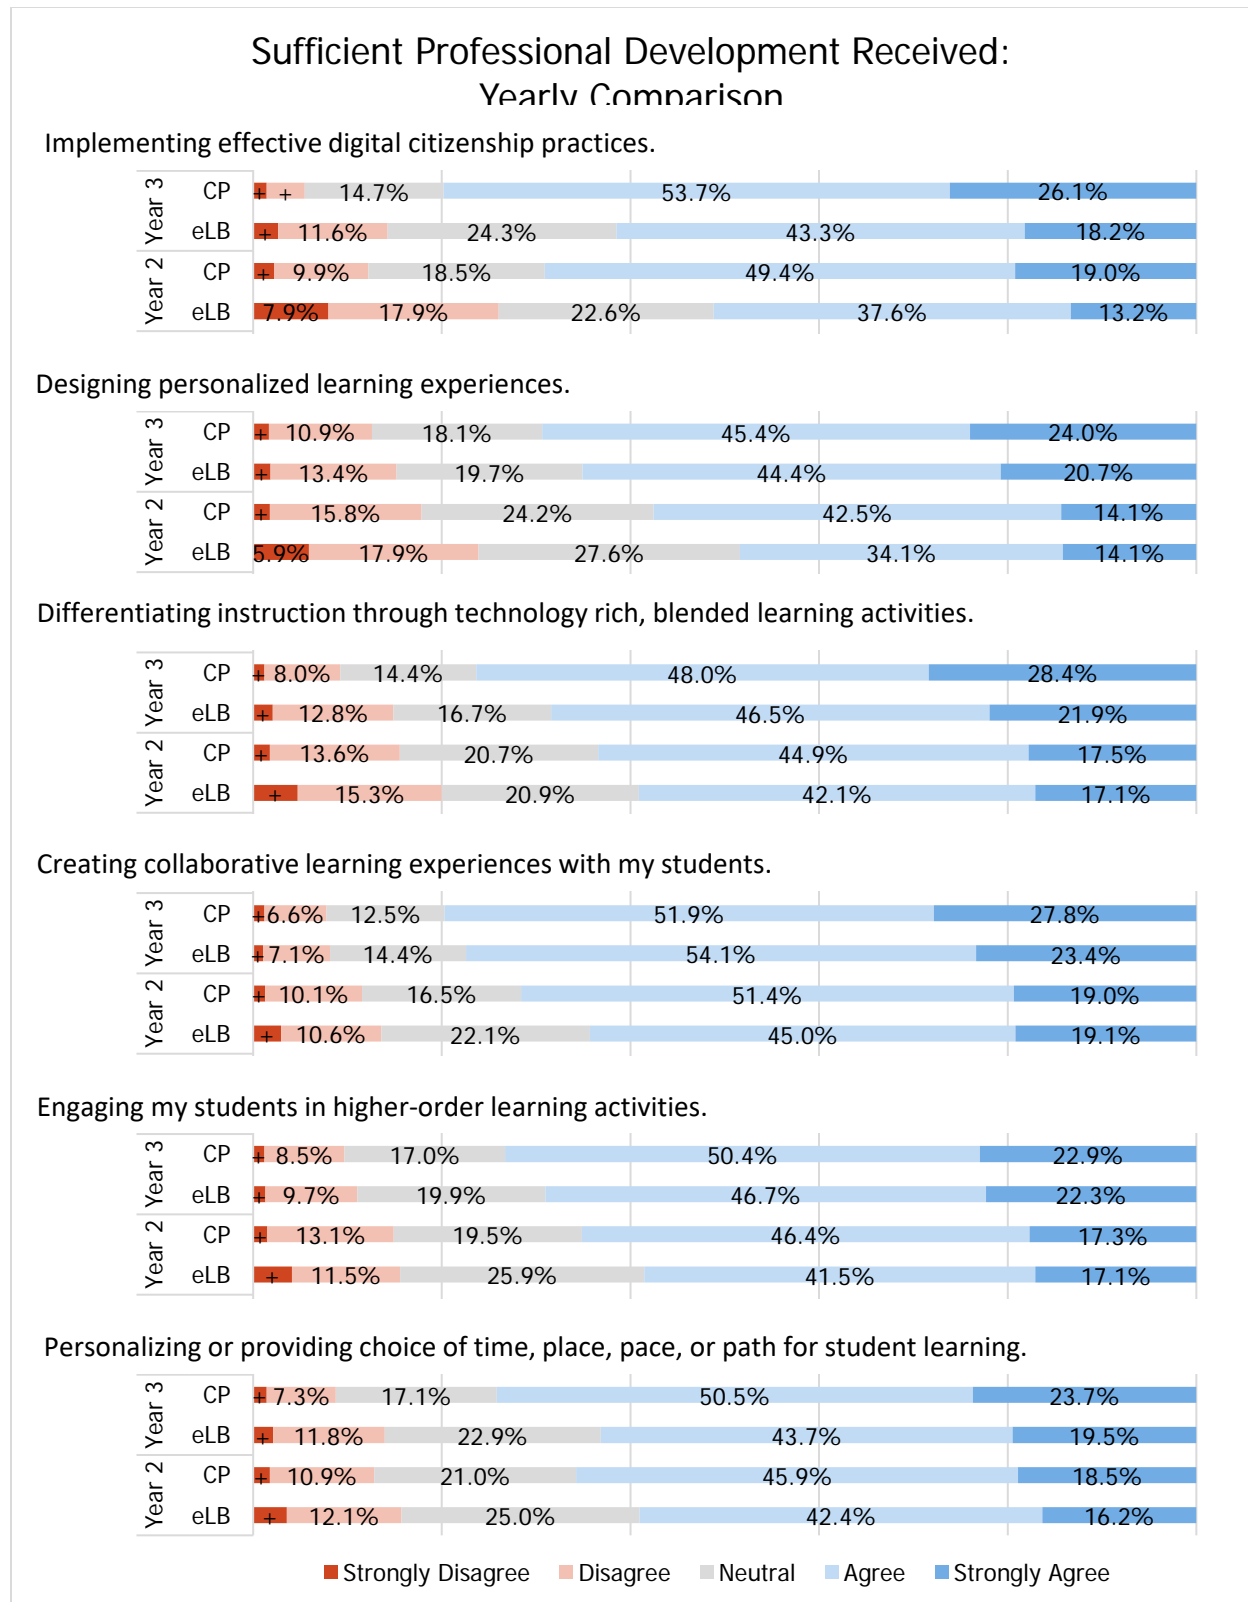 Sufficient Professional Development Received:
Yearly Comparison
Implementing effective digital citizenship practices.
Year 3
CP + + 14.7% 53.7% 26.1%
eLB + 11.6% 24.3% 43.3% 18.2%
Year 2
CP + 9.9% 18.5% 49.4% 19.0%
eLB 7.9% 17.9% 22.6% 37.6% 13.2%
Designing personalized learning experiences.
Year 3
CP + 10.9% 18.1% 45.4% 24.0%
eLB + 13.4% 19.7% 44.4% 20.7%
Year 2
CP + 15.8% 24.2% 42.5% 14.1%
eLB 5.9% 17.9% 27.6% 34.1% 14.1%
Differentiating instruction through technology rich, blended learning activities.
Year 3
CP + 8.0% 14.4% 48.0% 28.4%
eLB + 12.8% 16.7% 46.5% 21.9%
Year 2
CP + 13.6% 20.7% 44.9% 17.5%
eLB + 15.3% 20.9% 42.1% 17.1%
Creating collaborative learning experiences with my students.
Year 3
CP + 6.6% 12.5% 51.9% 27.8%
eLB + 7.1% 14.4% 54.1% 23.4%
Year 2
CP + 10.1% 16.5% 51.4% 19.0%
eLB + 10.6% 22.1% 45.0% 19.1%
Engaging my students in higher-order learning activities.
Year 3
CP + 8.5% 17.0% 50.4% 22.9%
eLB + 9.7% 19.9% 46.7% 22.3%
Year 2
CP + 13.1% 19.5% 46.4% 17.3%
eLB + 11.5% 25.9% 41.5% 17.1%
Personalizing or providing choice of time, place, pace, or path for student learning.
Year 3
CP + 7.3% 17.1% 50.5% 23.7%
eLB + 11.8% 22.9% 43.7% 19.5%
Year 2
CP + 10.9% 21.0% 45.9% 18.5%
eLB + 12.1% 25.0% 42.4% 16.2%
Strongly Disagree Disagree Neutral Agree Strongly Agree